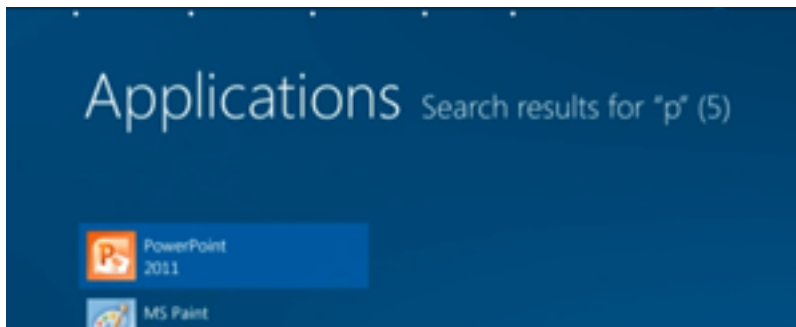 Applications Search results for "p" (5)
PowerPoint
2011
MS Paint